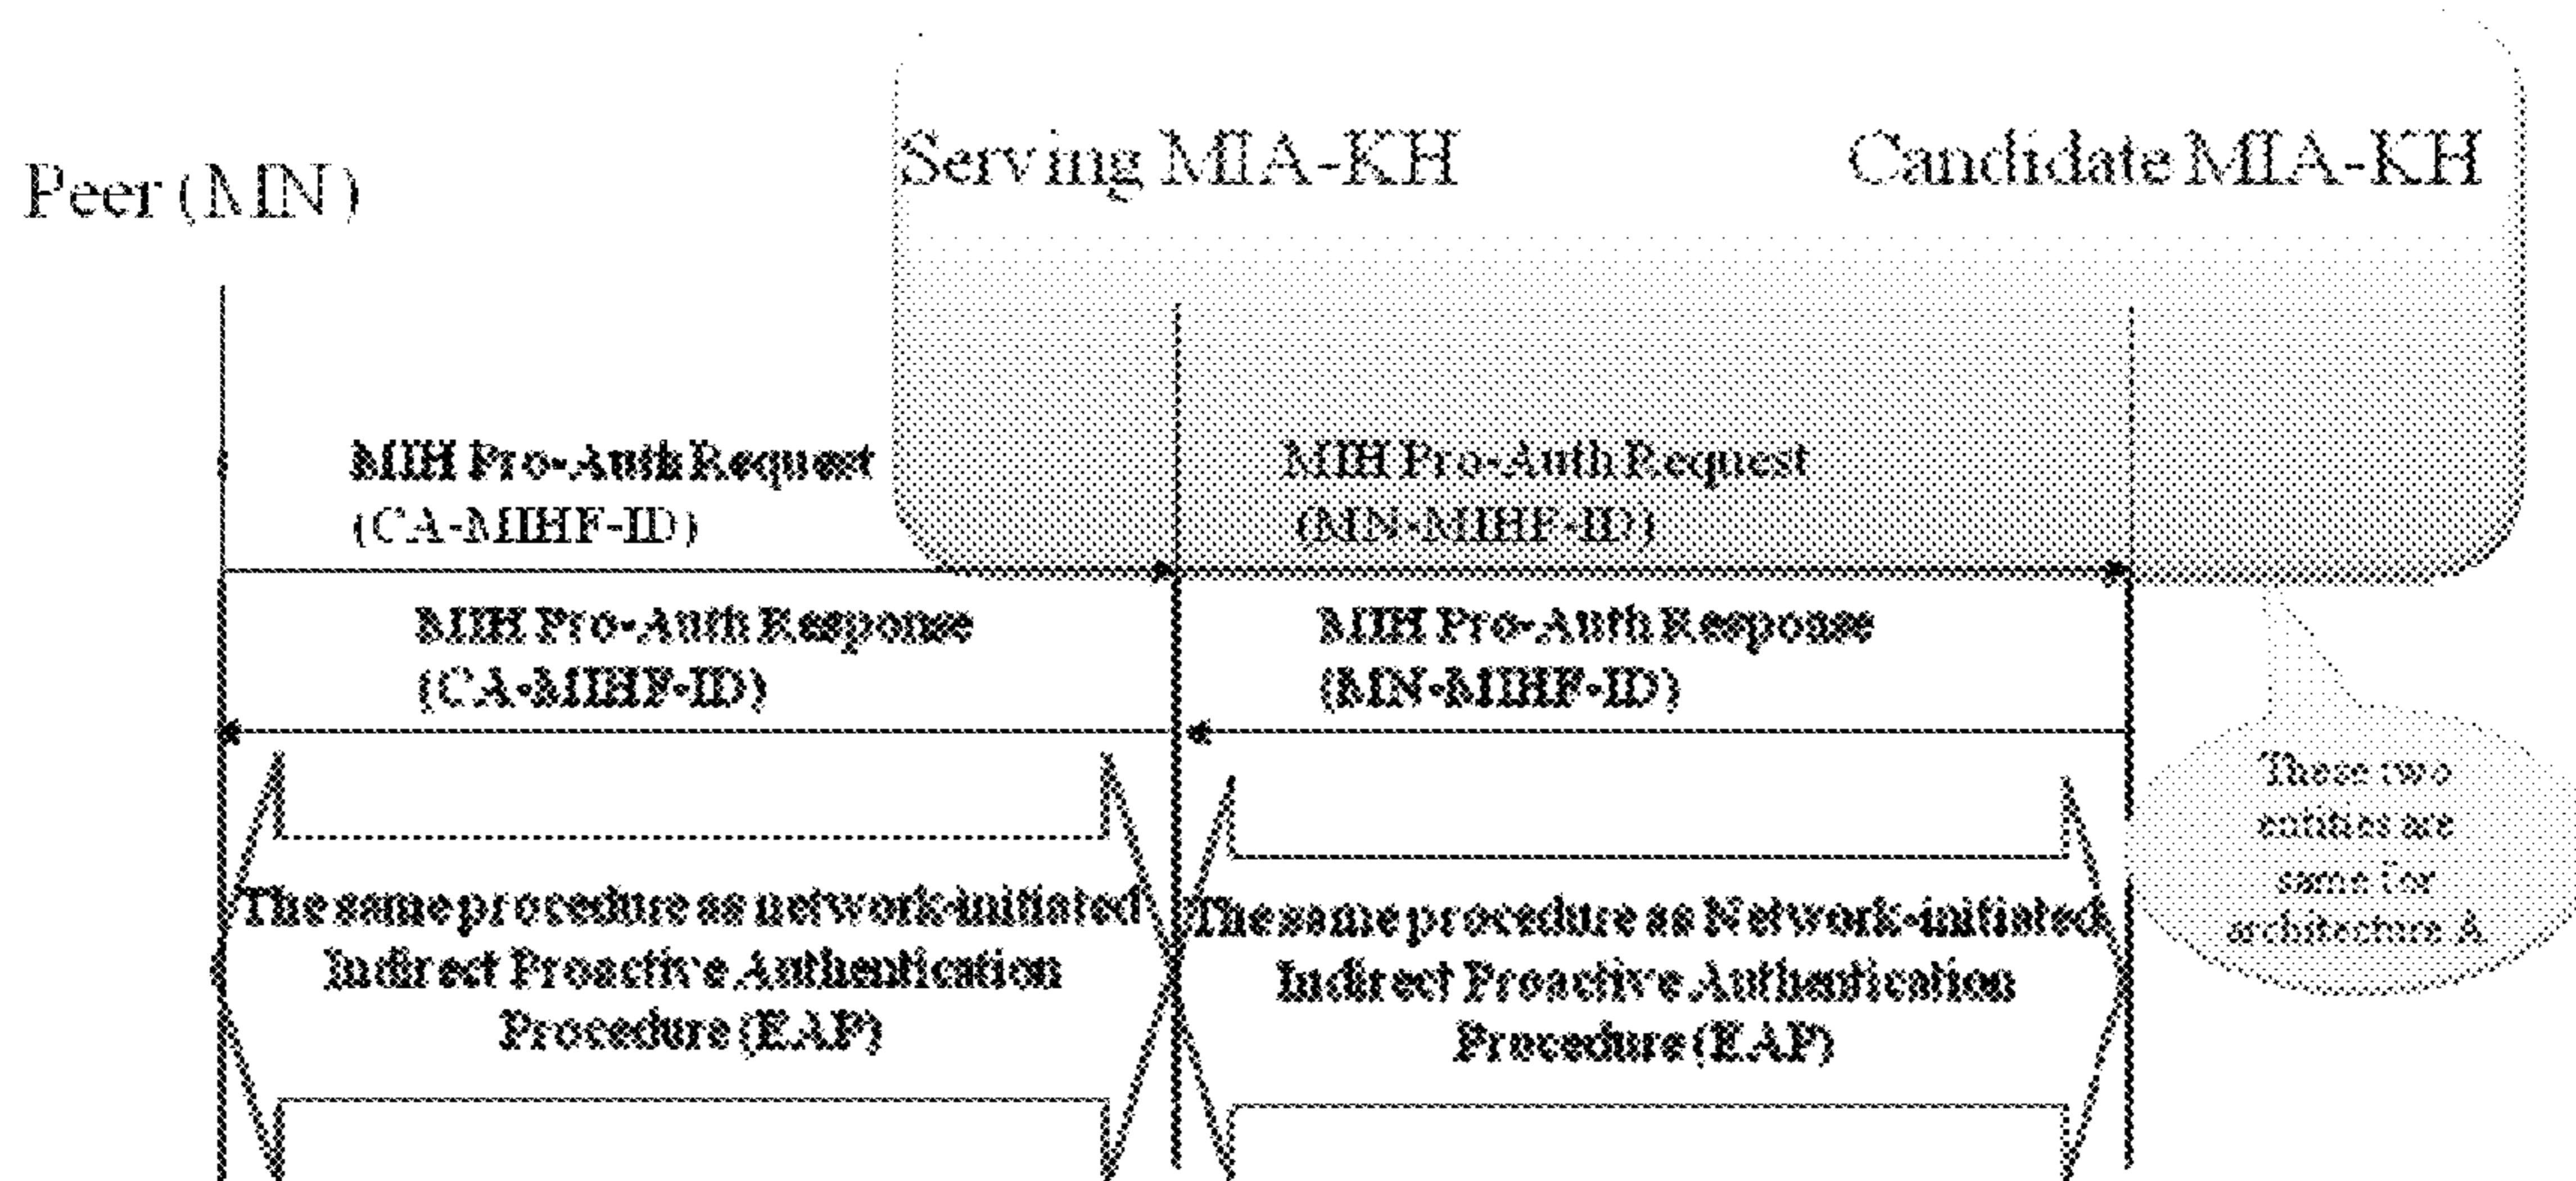 Peer (MN)
Serving MIA-KH
Candidate MIA-KH
MIH Pro-Auth Request
(CA-MIHF-ID)
MIH Pro-Auth Request
(MN-MIHF-ID)
MIH Pro-Auth Response
(CA-MIHF-ID)
MIH Pro-Auth Response
(MN-MIHF-ID)
These two
entities are
same for
architecture A
The same procedure as network-initiated
Indirect Proactive Authentication
Procedure (EAP)
The same procedure as Network-initiated
Indirect Proactive Authentication
Procedure (EAP)